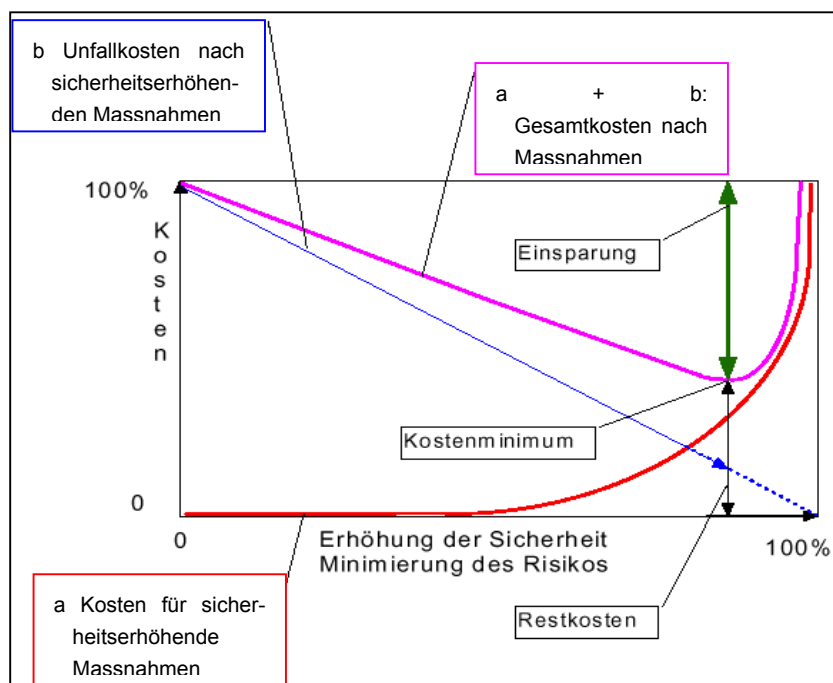 b Unfallkosten nach
sicherheitserhöhen-
den Massnahmen
a + b:
Gesamtkosten nach
Massnahmen
100%
Kosten
Einsparung
Kostenminimum
0
0
Erhöhung der Sicherheit
Minimierung des Risikos
100%
Restkosten
a Kosten für sicher-
heitserhöhende
Massnahmen